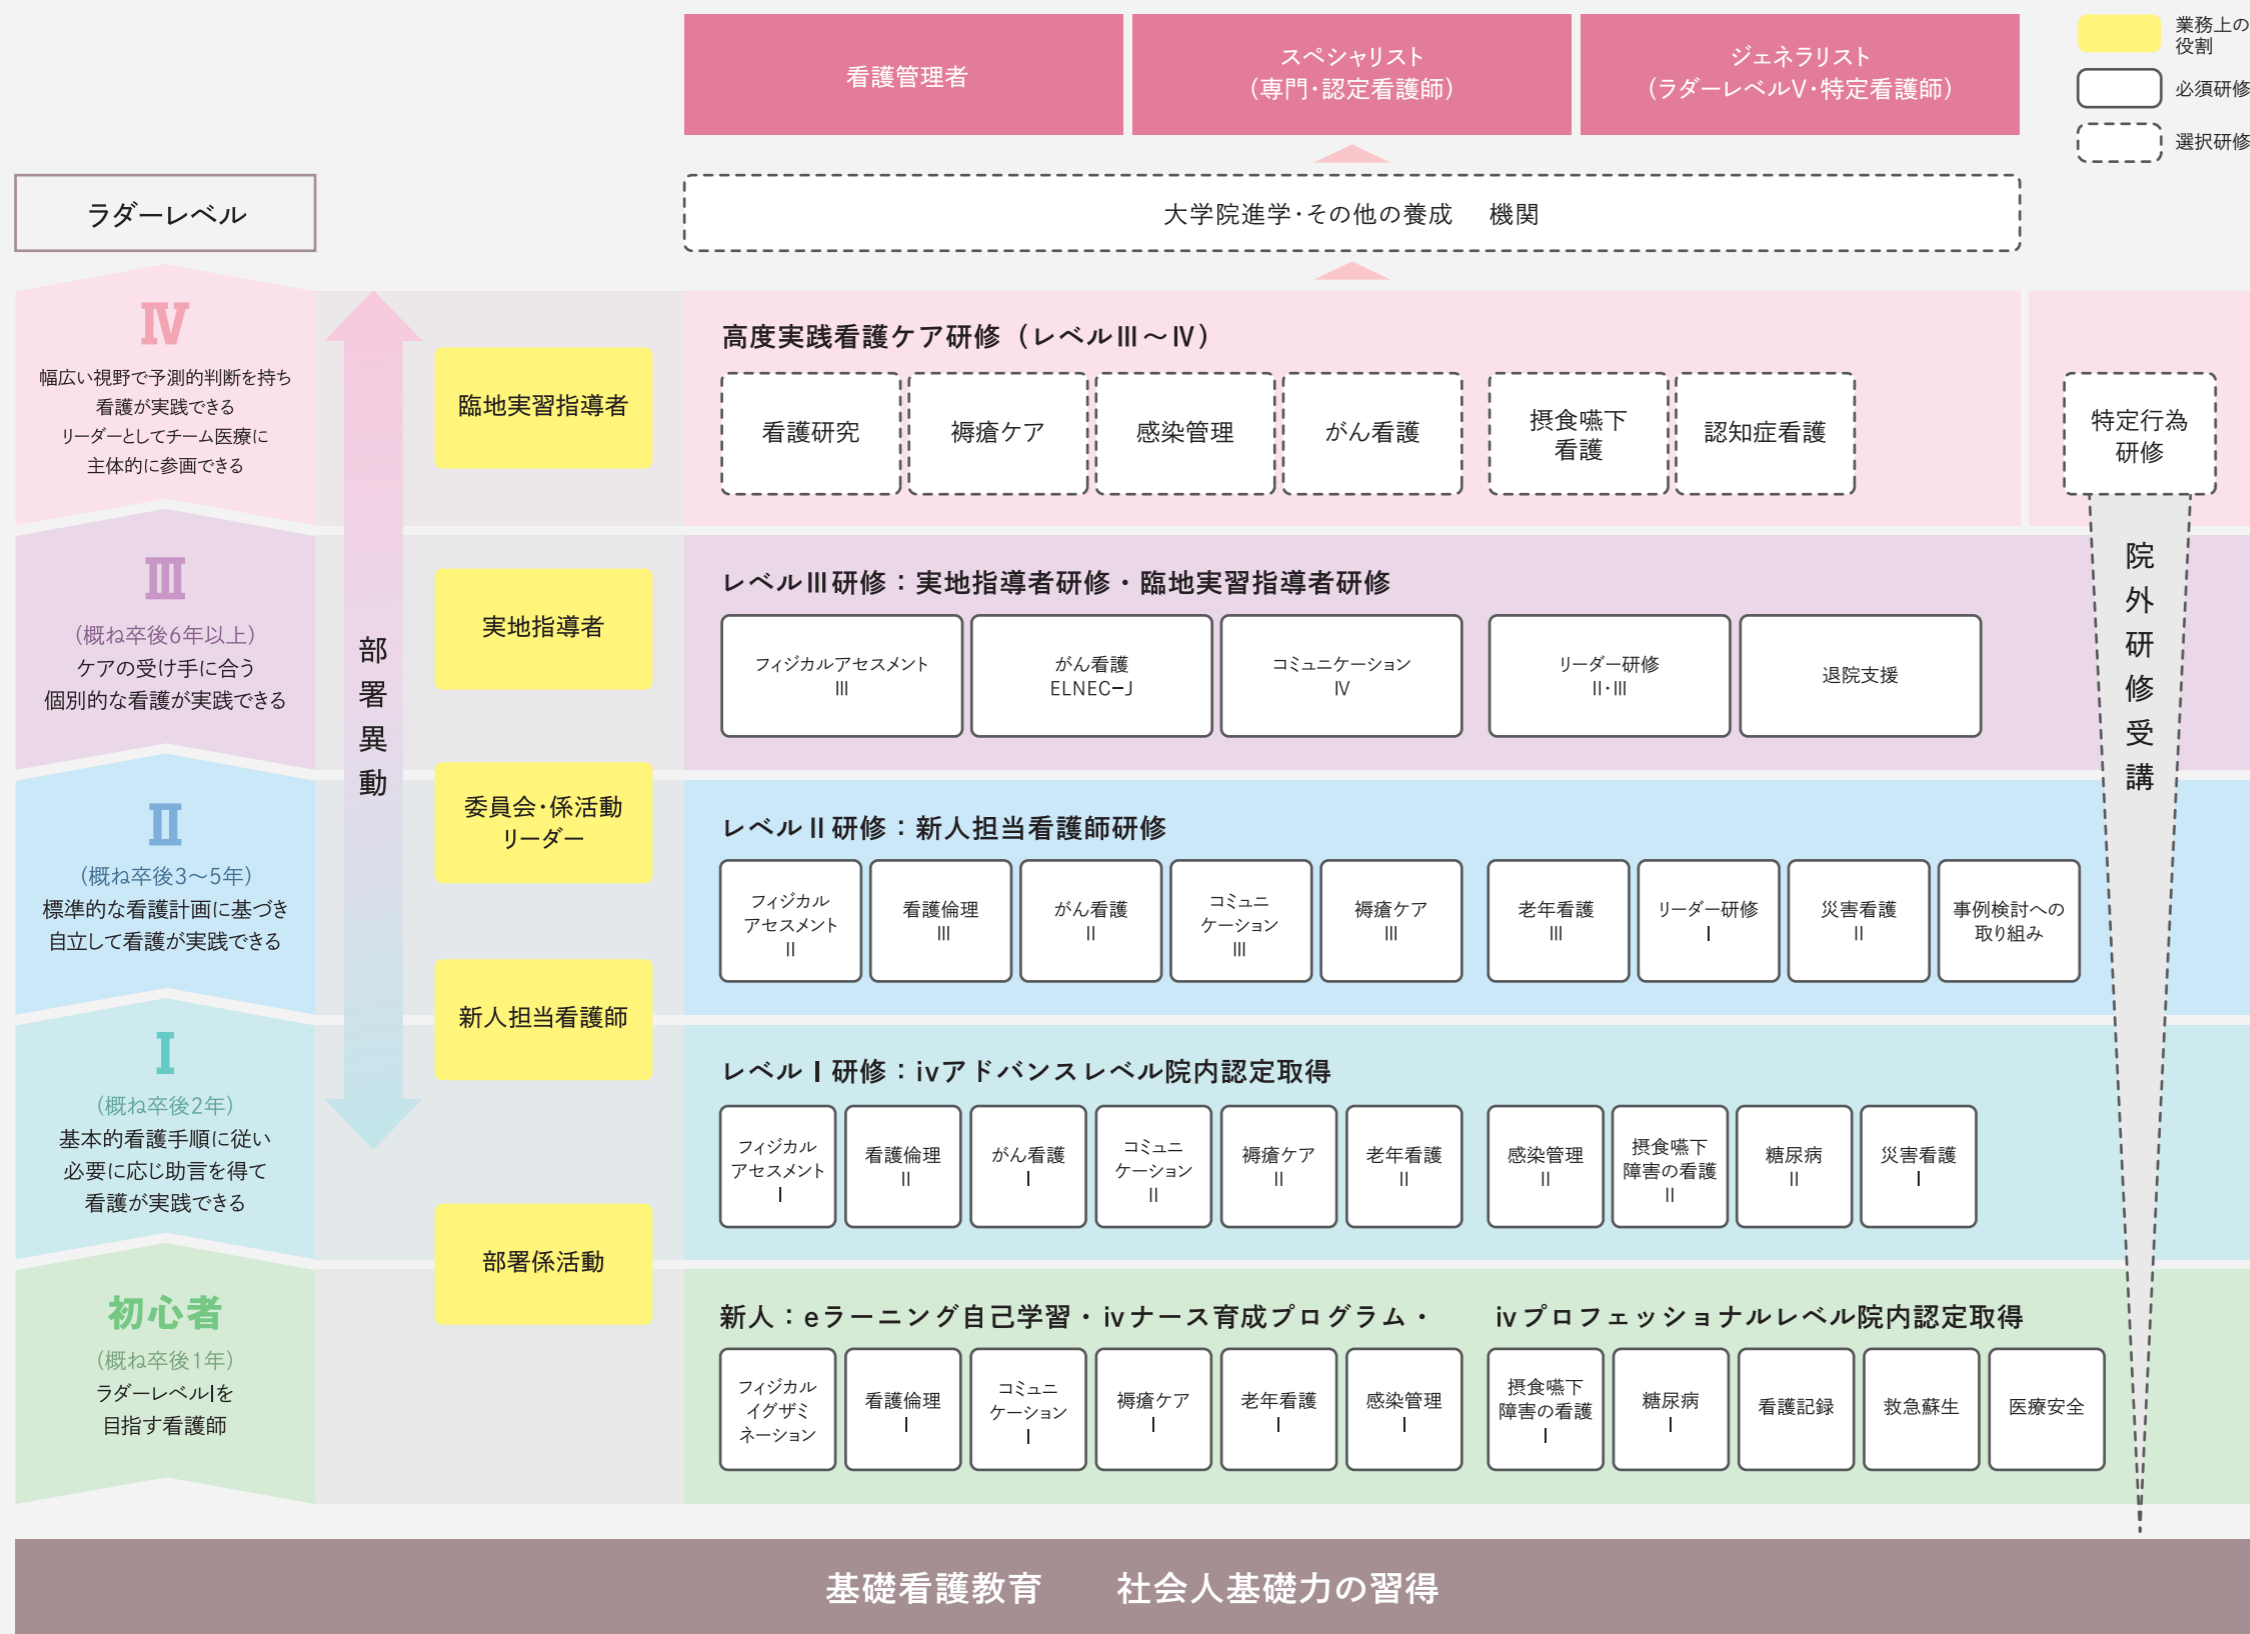 看護管理者
スペシャリスト
（専門・認定看護師）
ジェネラリスト
（ラダーレベルⅤ・特定看護師）
業務上の
役割
必須研修
選択研修
ラダーレベル
大学院進学・その他の養成　機関
Ⅳ
幅広い視野で予測的判断を持ち
看護が実践できる
リーダーとしてチーム医療に
主体的に参画できる
臨地実習指導者
高度実践看護ケア研修（レベルⅢ～Ⅳ）
看護研究
褥瘡ケア
感染管理
がん看護
摂食嚥下
看護
認知症看護
特定行為
研修
院外研修受講
部署異動
Ⅲ
（概ね卒後6年以上）
ケアの受け手に合う
個別的な看護が実践できる
実地指導者
レベルⅢ研修：実地指導者研修・臨地実習指導者研修
フィジカルアセスメント
Ⅲ
がん看護
ELNEC−J
コミュニケーション
Ⅳ
リーダー研修
Ⅱ・Ⅲ
退院支援
委員会・係活動
リーダー
Ⅱ
（概ね卒後3～5年）
標準的な看護計画に基づき
自立して看護が実践できる
レベルⅡ研修：新人担当看護師研修
フィジカル
アセスメント
Ⅱ
看護倫理
Ⅲ
がん看護
Ⅱ
コミュニ
ケーション
Ⅲ
褥瘡ケア
Ⅲ
老年看護
Ⅲ
リーダー研修
Ⅰ
災害看護
Ⅱ
事例検討への
取り組み
新人担当看護師
Ⅰ
（概ね卒後2年）
基本的看護手順に従い
必要に応じ助言を得て
看護が実践できる
レベルⅠ研修：ivアドバンスレベル院内認定取得
フィジカル
アセスメント
Ⅰ
看護倫理
Ⅱ
がん看護
Ⅰ
コミュニ
ケーション
Ⅱ
褥瘡ケア
Ⅱ
老年看護
Ⅱ
感染管理
Ⅱ
摂食嚥下
障害の看護
Ⅱ
糖尿病
Ⅱ
災害看護
Ⅰ
部署係活動
初心者
（概ね卒後1年）
ラダーレベルⅠを
目指す看護師
新人：eラーニング自己学習・ivナース育成プログラム・　ivプロフェッショナルレベル院内認定取得
フィジカル
イグザミ
ネーション
看護倫理
Ⅰ
コミュニ
ケーション
Ⅰ
褥瘡ケア
Ⅰ
老年看護
Ⅰ
感染管理
Ⅰ
摂食嚥下
障害の看護
Ⅰ
糖尿病
Ⅰ
看護記録
救急蘇生
医療安全
基礎看護教育　社会人基礎力の習得